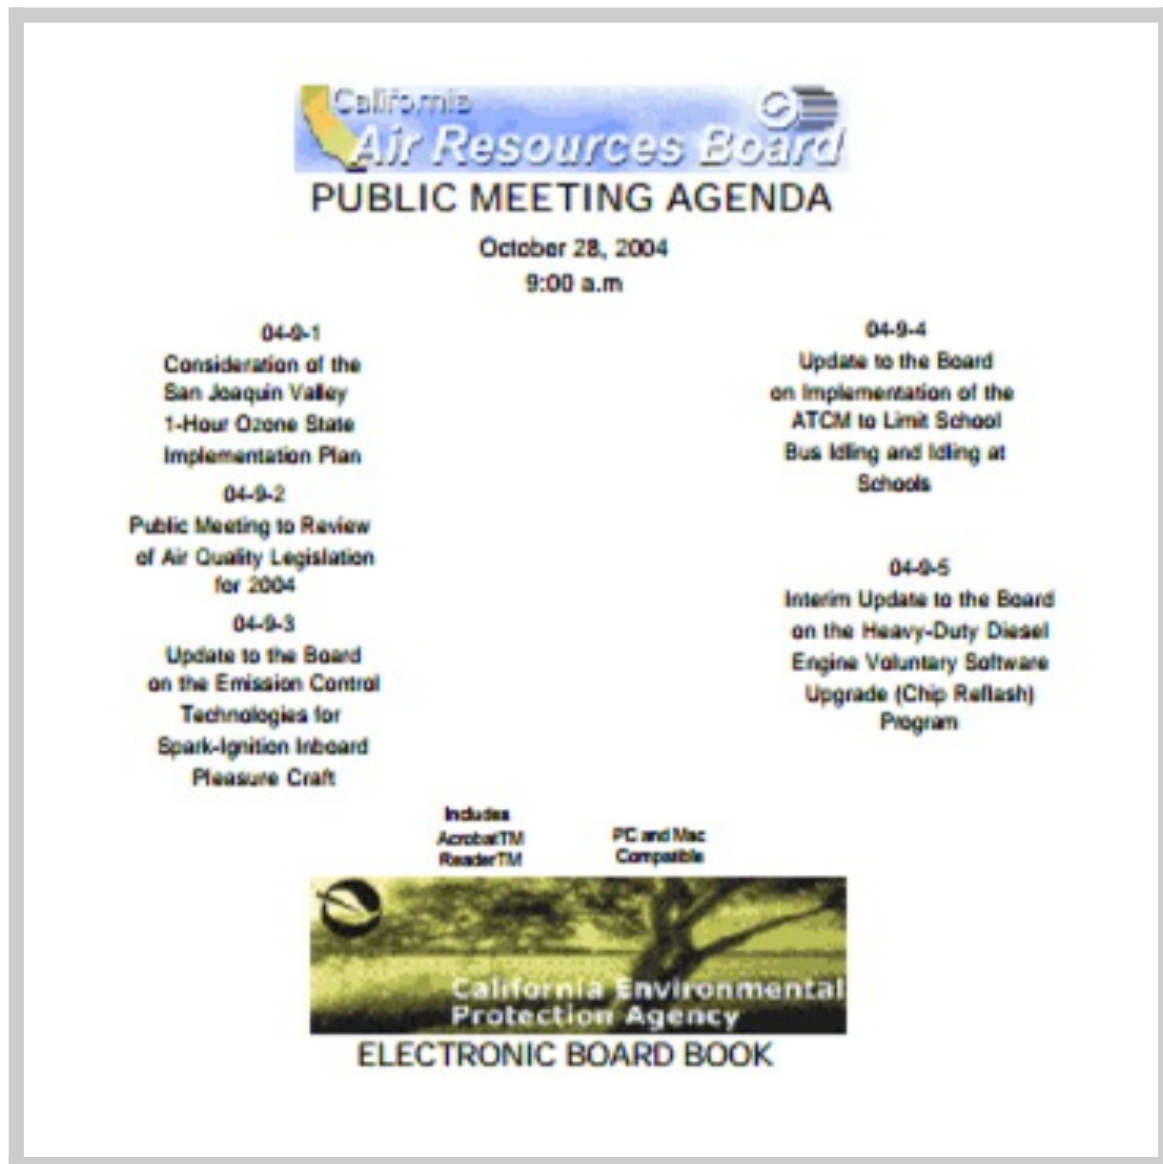 California
Air Resources Board
PUBLIC MEETING AGENDA
October 28, 2004
9:00 a.m
04-9-1
Consideration of the
San Joaquin Valley
1-Hour Ozone State
Implementation Plan
04-9-2
Public Meeting to Review
of Air Quality Legislation
for 2004
04-9-3
Update to the Board
on the Emission Control
Technologies for
Spark-Ignition Inboard
Pleasure Craft
04-9-4
Update to the Board
on Implementation of the
ATCM to Limit School
Bus Idling and Idling at
Schools
04-9-5
Interim Update to the Board
on the Heavy-Duty Diesel
Engine Voluntary Software
Upgrade (Chip Reflash)
Program
Includes
AcrobatTM
ReaderTM
PC and Mac
Compatible
California Environmental
Protection Agency
ELECTRONIC BOARD BOOK